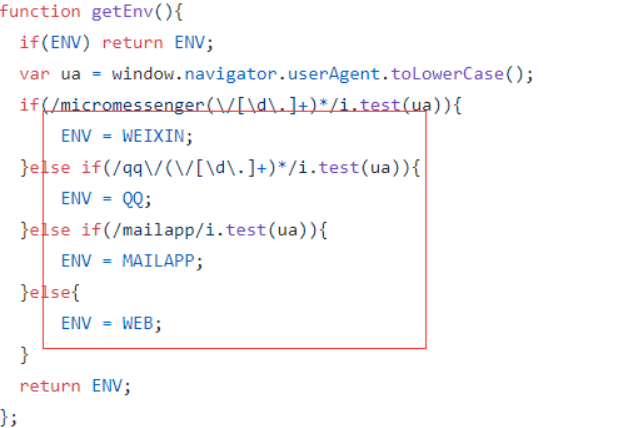 function getEnv(){
if(ENV) return ENV;
var ua = window.navigator.userAgent.toLowerCase();
if(/micromessenger(\/[\d\.]+)*/i.test(ua)){
ENV = WEIXIN;
}else if(/qq\/(\/[\d\.]+)*/i.test(ua)){
ENV = QQ;
}else if(/mailapp/i.test(ua)){
ENV = MAILAPP;
}else{
ENV = WEB;
}
return ENV;
};